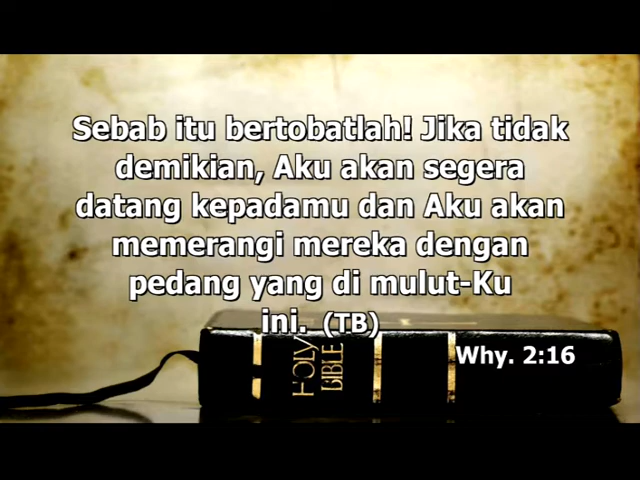 Sebab itu bertobatlah! Jika tidak
demikian, Aku akan segera
datang kepadamu dan Aku akan
memerangi mereka dengan
pedang yang di mulut-Ku
ini. (TB)
Why. 2:16
HOLY
BIBLE